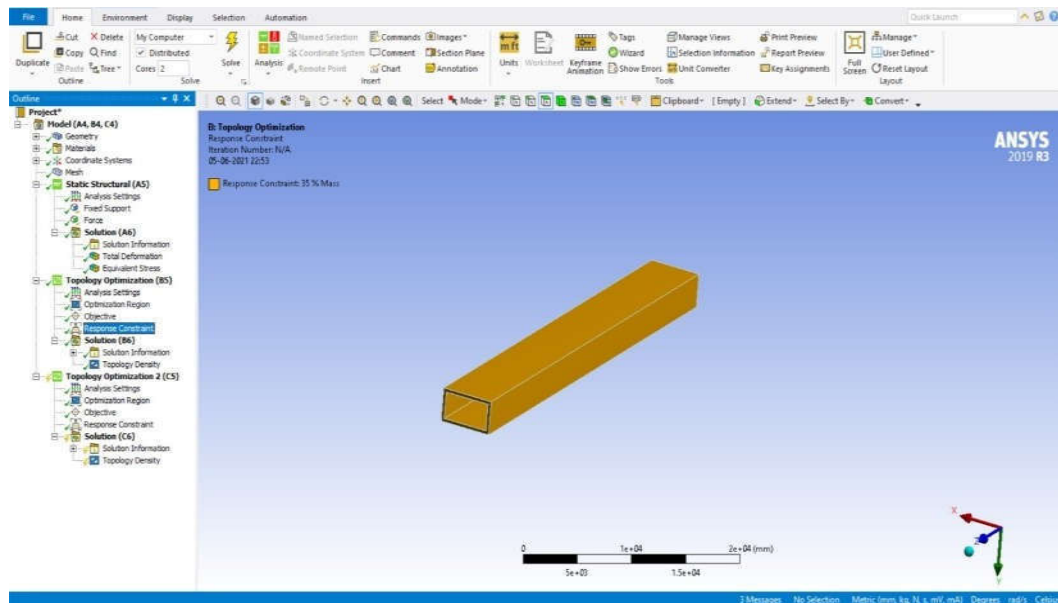 File Home Environment Display Selection Automation Quick Launch
Duplicate
Cut
Copy
Paste
Delete
Find
Tree
Outline
My Computer
Distributed
Cores 2
Solve
Solve
Analysis
Named Selection
Coordinate System
Remote Point
Commands
Comment
Chart
Images
Section Plane
Annotation
Insert
Units
Worksheet
Keyframe
Animation
Tags
Wizard
Show Errors
Manage Views
Selection Information
Unit Converter
Print Preview
Report Preview
Key Assignments
Tools
Full
Screen
Manage
User Defined
Reset Layout
Layout
Outline
Select Mode Clipboard [Empty] Extend Select By Convert
Project*
Model (A4, B4, C4)
Geometry
Materials
Coordinate Systems
Mesh
Static Structural (A5)
Analysis Settings
Fixed Support
Force
Solution (A6)
Solution Information
Total Deformation
Equivalent Stress
Topology Optimization (B5)
Analysis Settings
Optimization Region
Objective
Response Constraint
Solution (B6)
Solution Information
Topology Density
Topology Optimization 2 (C5)
Analysis Settings
Optimization Region
Objective
Response Constraint
Solution (C6)
Solution Information
Topology Density
B: Topology Optimization
Response Constraint
Iteration Number: N/A
05-06-2021 22:53
Response Constraint: 35 % Mass
ANSYS
2019 R3
0 1e+04 2e+04 (mm)
5e+03 1.5e+04
X
Z
Y
3 Messages No Selection Metric (mm, kg, N, s, mV, mA) Degrees rad/s Celsius